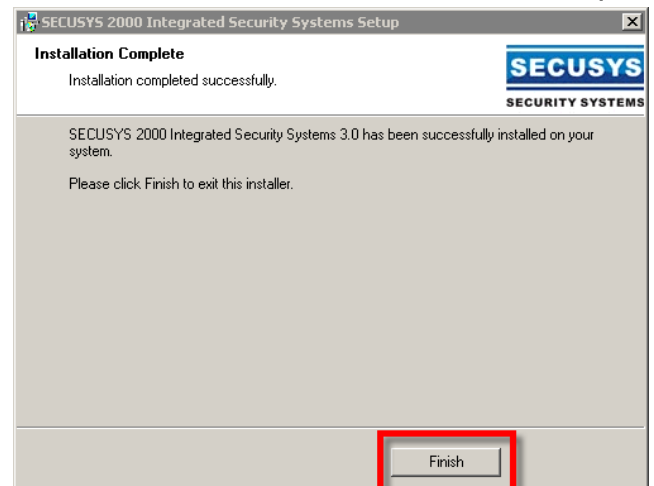 SECUSYS 2000 Integrated Security Systems Setup
Installation Complete
Installation completed successfully.
SECUSYS
SECURITY SYSTEMS
SECUSYS 2000 Integrated Security Systems 3.0 has been successfully installed on your
system.
Please click Finish to exit this installer.
Finish